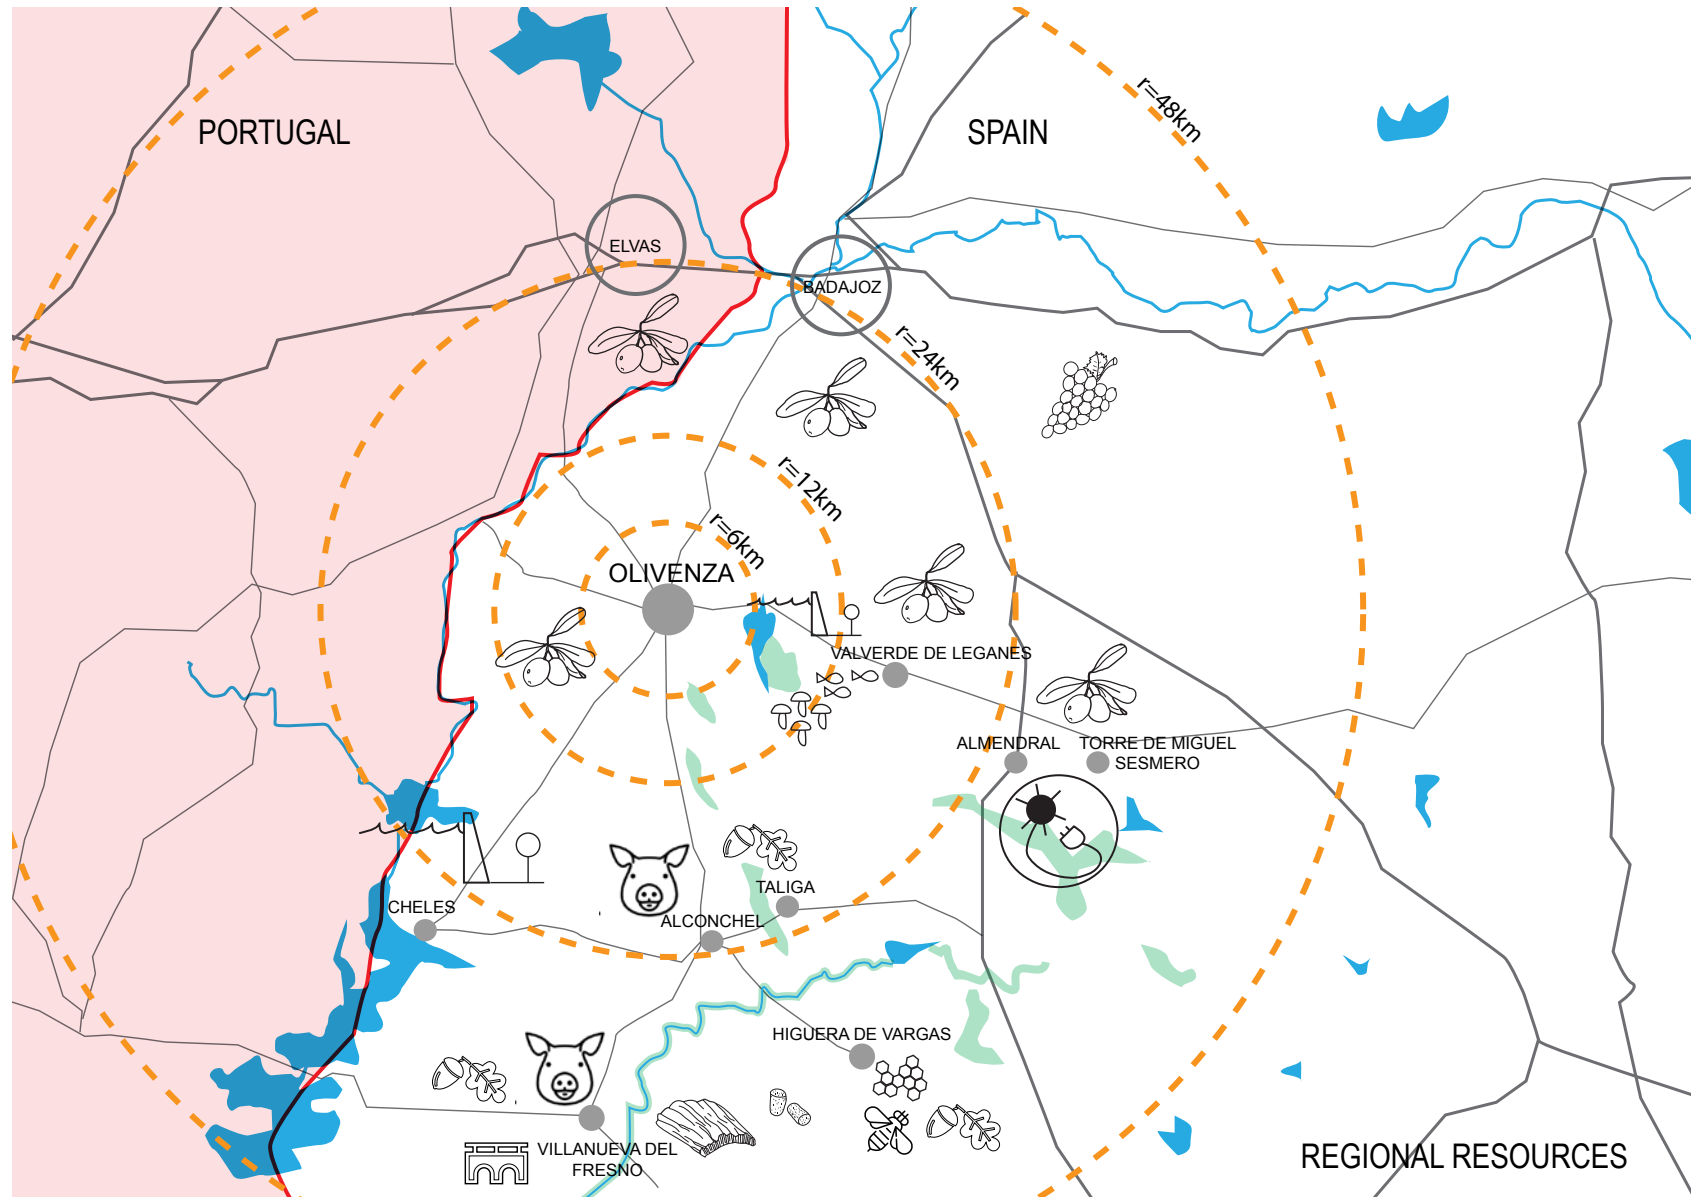 PORTUGAL
SPAIN
r=48km
ELVAS
BADAJOZ
r=24km
r=12km
r=6km
OLIVENZA
VALVERDE DE LEGANES
ALMENDRAL
TORRE DE MIGUEL
SESMERO
TALIGA
CHELES
ALCONCHEL
HIGUERA DE VARGAS
VILLANUEVA DEL
FRESNO
REGIONAL RESOURCES